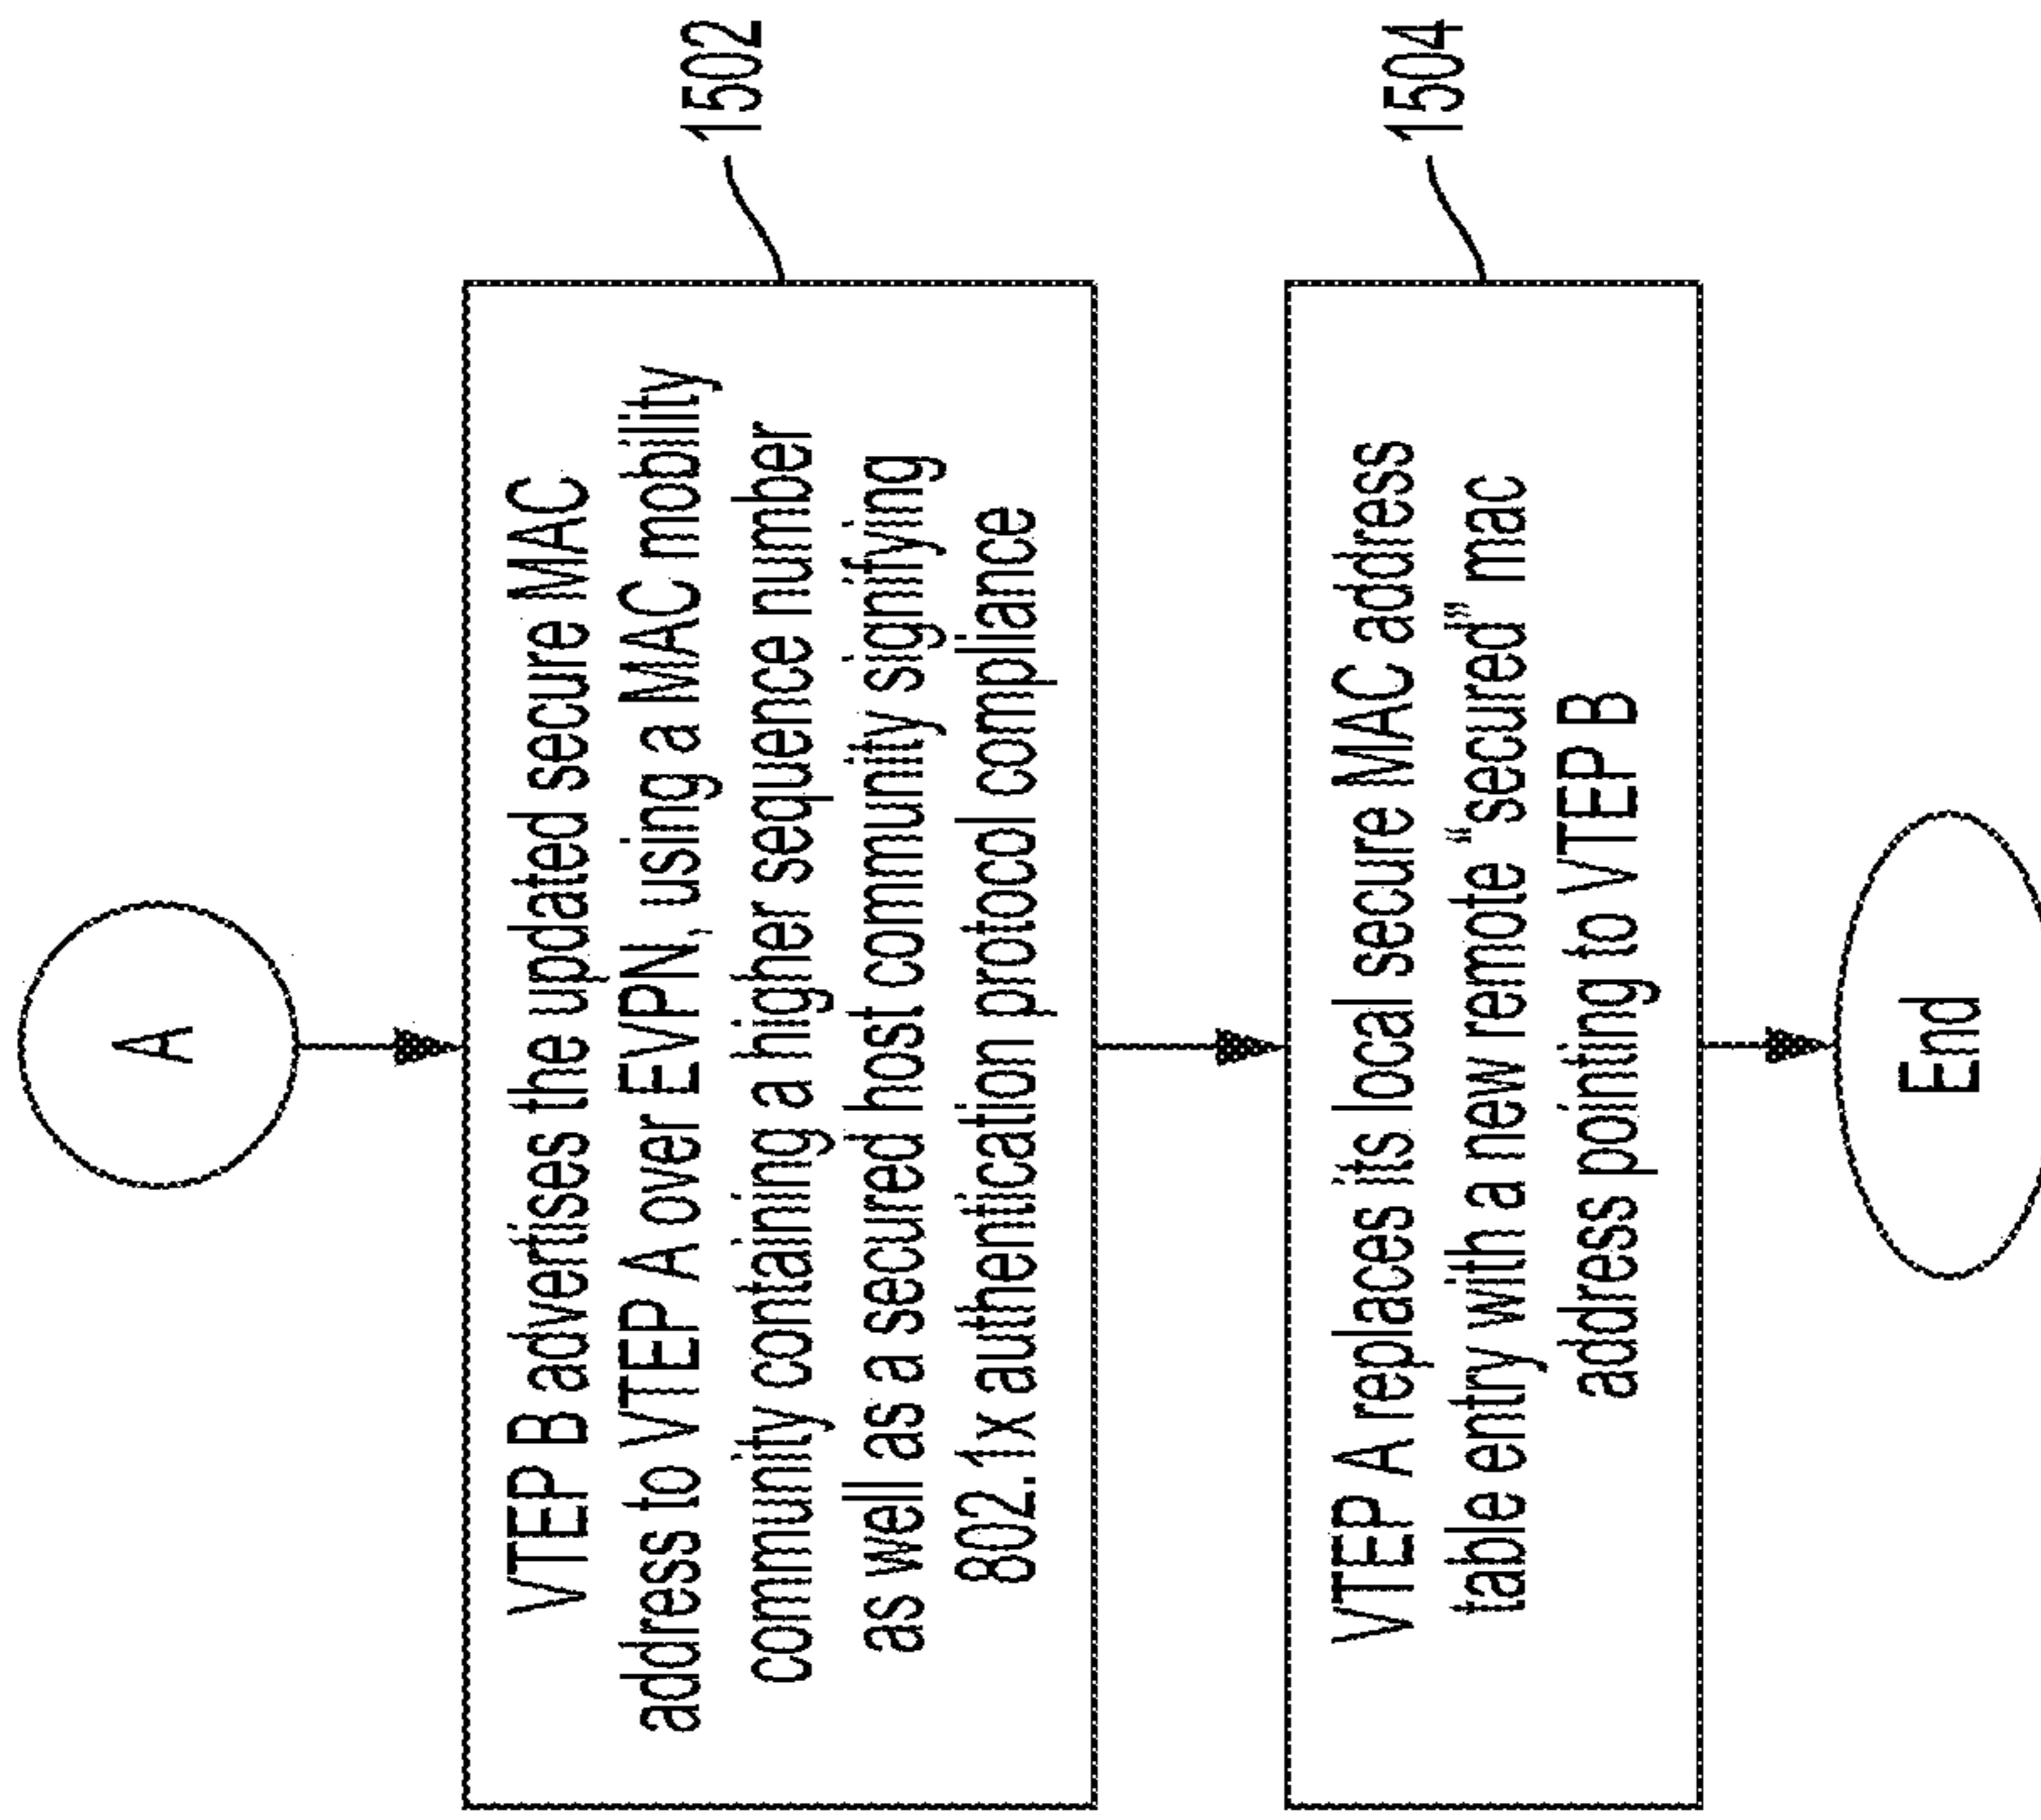 A
VTEP B advertises the updated secure MAC
address to VTEP A over EVPN, using a MAC mobility
community containing a higher sequence number
as well as a secured host community signifying
802.1x authentication protocol compliance
1502
VTEP A replaces its local secure MAC address
table entry with a new remote “secured” mac
address pointing to VTEP B
1504
End